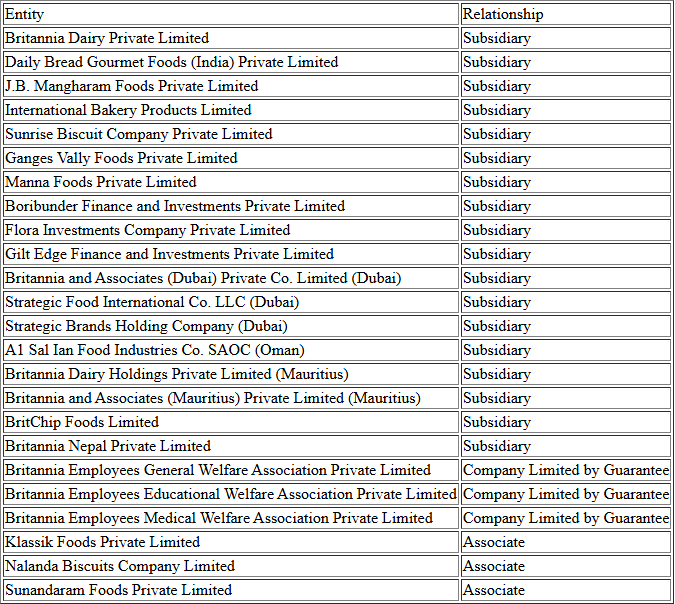 Entity Relationship
Britannia Dairy Private Limited Subsidiary
Daily Bread Gourmet Foods (India) Private Limited Subsidiary
J.B. Mangharam Foods Private Limited Subsidiary
International Bakery Products Limited Subsidiary
Sunrise Biscuit Company Private Limited Subsidiary
Ganges Vally Foods Private Limited Subsidiary
Manna Foods Private Limited Subsidiary
Boribunder Finance and Investments Private Limited Subsidiary
Flora Investments Company Private Limited Subsidiary
Gilt Edge Finance and Investments Private Limited Subsidiary
Britannia and Associates (Dubai) Private Co. Limited (Dubai) Subsidiary
Strategic Food International Co. LLC (Dubai) Subsidiary
Strategic Brands Holding Company (Dubai) Subsidiary
A1 Sal Ian Food Industries Co. SAOC (Oman) Subsidiary
Britannia Dairy Holdings Private Limited (Mauritius) Subsidiary
Britannia and Associates (Mauritius) Private Limited (Mauritius) Subsidiary
BritChip Foods Limited Subsidiary
Britannia Nepal Private Limited Subsidiary
Britannia Employees General Welfare Association Private Limited Company Limited by Guarantee
Britannia Employees Educational Welfare Association Private Limited Company Limited by Guarantee
Britannia Employees Medical Welfare Association Private Limited Company Limited by Guarantee
Klassik Foods Private Limited Associate
Nalanda Biscuits Company Limited Associate
Sunandaram Foods Private Limited Associate